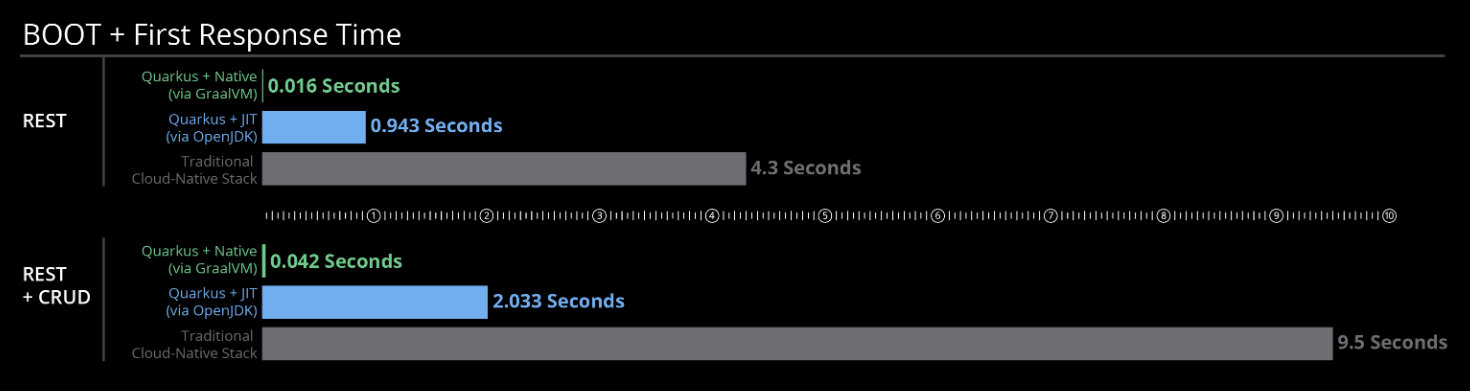 BOOT + First Response Time
REST
Quarkus + Native
(via GraalVM)
0.016 Seconds
Quarkus + JIT
(via OpenJDK)
0.943 Seconds
Traditional
Cloud-Native Stack
4.3 Seconds
1 2 3 4 5 6 7 8 9 10
REST
+ CRUD
Quarkus + Native
(via GraalVM)
0.042 Seconds
Quarkus + JIT
(via OpenJDK)
2.033 Seconds
Traditional
Cloud-Native Stack
9.5 Seconds